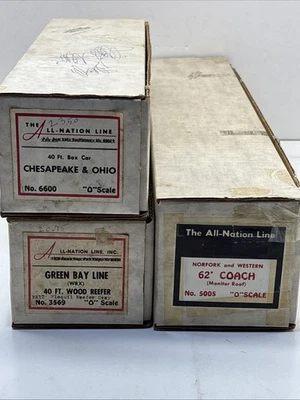 THE
ALL-NATION LINE
40 Ft. Box Car
CHESAPEAKE & OHIO
No. 6600 "O" Scale
ALL-NATION LINE, INC.
GREEN BAY LINE
(WRX)
40 FT. WOOD REEFER
No. 3569 "O" Scale
The All-Nation Line
NORFORK and WESTERN
62' COACH
(Monitor Roof)
No. 5005 "O" SCALE